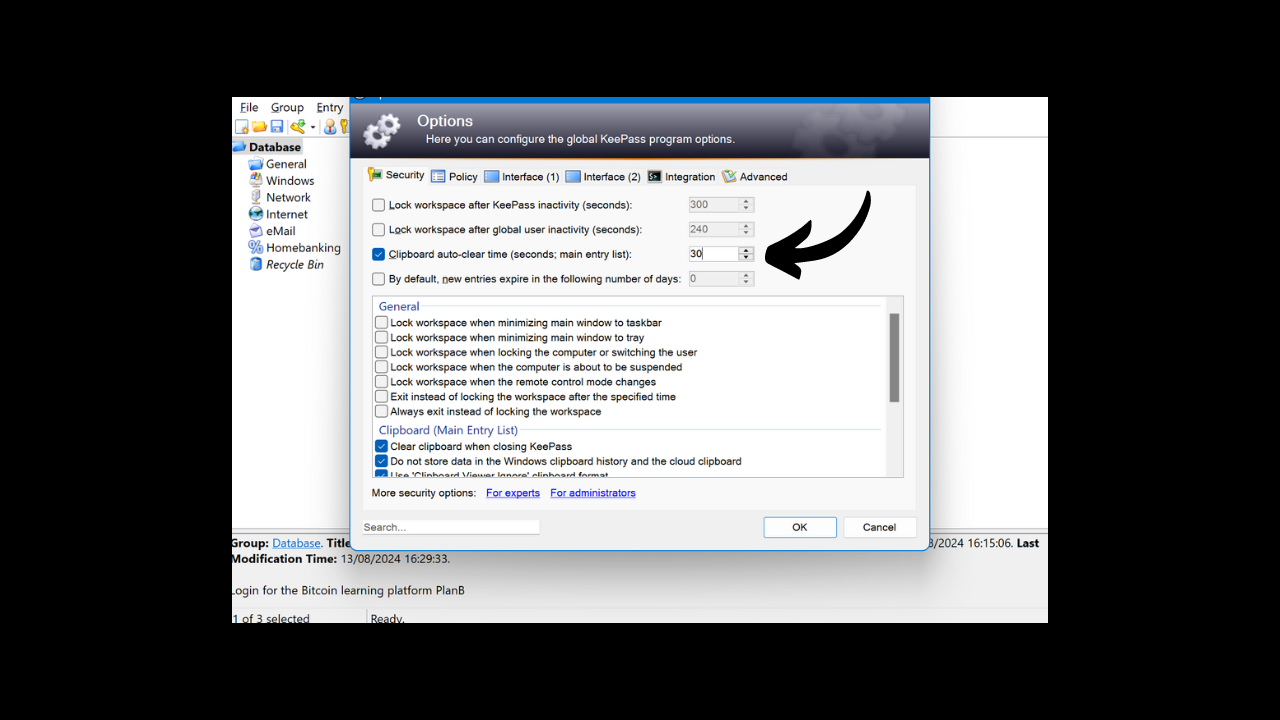 File Group Entry
Options
Here you can configure the global KeePass program options.
Database
General
Windows
Network
Internet
eMail
Homebanking
Recycle Bin
Security Policy Interface (1) Interface (2) Integration Advanced
Lock workspace after KeePass inactivity (seconds): 300
Lock workspace after global user inactivity (seconds): 240
Clipboard auto-clear time (seconds; main entry list): 30
By default, new entries expire in the following number of days: 0
General
Lock workspace when minimizing main window to taskbar
Lock workspace when minimizing main window to tray
Lock workspace when locking the computer or switching the user
Lock workspace when the computer is about to be suspended
Lock workspace when the remote control mode changes
Exit instead of locking the workspace after the specified time
Always exit instead of locking the workspace
Clipboard (Main Entry List)
Clear clipboard when closing KeePass
Do not store data in the Windows clipboard history and the cloud clipboard
Use 'Clipboard Viewer Ignore' clipboard format
More security options: For experts For administrators
Search...
OK Cancel
Group: Database. Title /2024 16:15:06. Last
Modification Time: 13/08/2024 16:29:33.
Login for the Bitcoin learning platform PlanB
1 of 3 selected Ready.